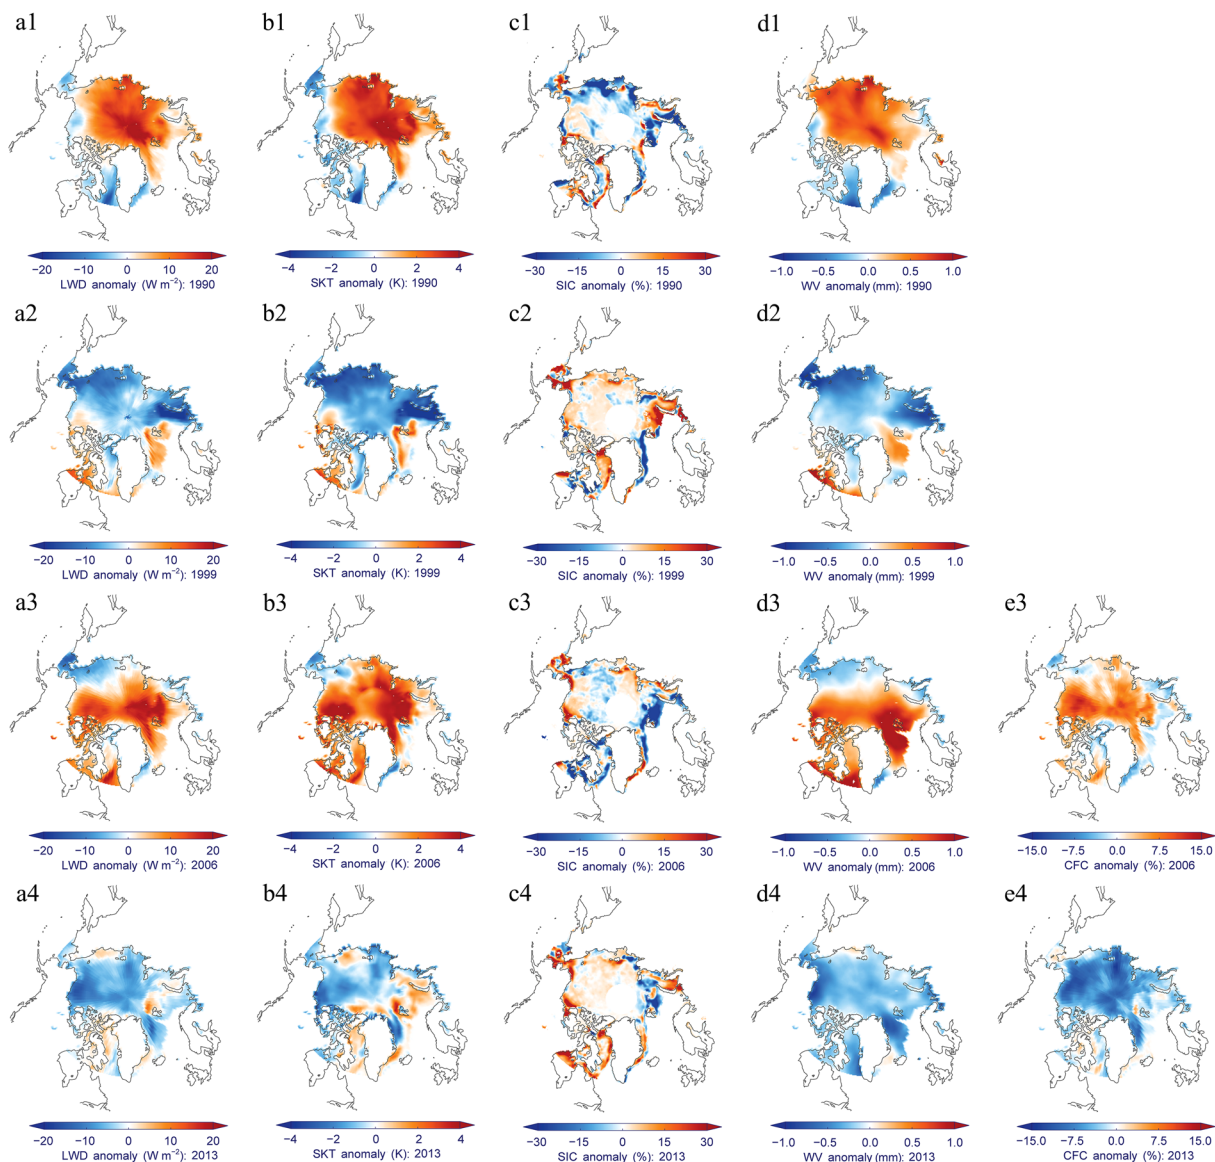 a1 b1 c1 d1
−20 −10 0 10 20 −4 −2 0 2 4 −30 −15 0 15 30 −1.0 −0.5 0.0 0.5 1.0
LWD anomaly (W m⁻²): 1990 SKT anomaly (K): 1990 SIC anomaly (%): 1990 WV anomaly (mm): 1990
a2 b2 c2 d2
−20 −10 0 10 20 −4 −2 0 2 4 −30 −15 0 15 30 −1.0 −0.5 0.0 0.5 1.0
LWD anomaly (W m⁻²): 1999 SKT anomaly (K): 1999 SIC anomaly (%): 1999 WV anomaly (mm): 1999
a3 b3 c3 d3 e3
−20 −10 0 10 20 −4 −2 0 2 4 −30 −15 0 15 30 −1.0 −0.5 0.0 0.5 1.0 −15.0 −7.5 0.0 7.5 15.0
LWD anomaly (W m⁻²): 2006 SKT anomaly (K): 2006 SIC anomaly (%): 2006 WV anomaly (mm): 2006 CFC anomaly (%): 2006
a4 b4 c4 d4 e4
−20 −10 0 10 20 −4 −2 0 2 4 −30 −15 0 15 30 −1.0 −0.5 0.0 0.5 1.0 −15.0 −7.5 0.0 7.5 15.0
LWD anomaly (W m⁻²): 2013 SKT anomaly (K): 2013 SIC anomaly (%): 2013 WV anomaly (mm): 2013 CFC anomaly (%): 2013